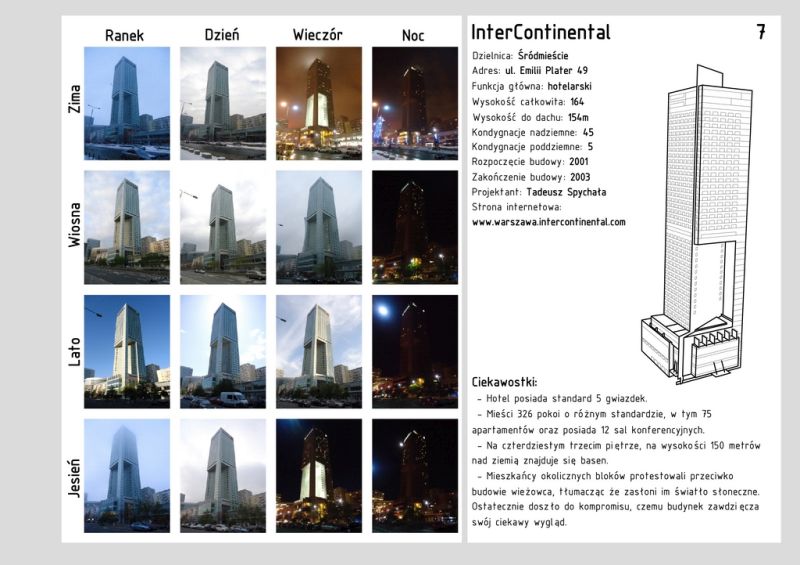 Ranek Dzień Wieczór Noc
Zima
Wiosna
Lato
Jesień
InterContinental 7
Dzielnica: Śródmieście
Adres: ul. Emilii Plater 49
Funkcja główna: hotelarski
Wysokość całkowita: 164
Wysokość do dachu: 154m
Kondygnacje nadziemne: 45
Kondygnacje poddziemne: 5
Rozpoczęcie budowy: 2001
Zakończenie budowy: 2003
Projektant: Tadeusz Spychała
Strona internetowa:
www.warszawa.intercontinental.com
Ciekawostki:
- Hotel posiada standard 5 gwiazdek.
- Mieści 326 pokoi o różnym standardzie, w tym 75
apartamentów oraz posiada 12 sal konferencyjnych.
- Na czterdziestym trzecim piętrze, na wysokości 150 metrów
nad ziemią znajduje się basen.
- Mieszkańcy okolicznych bloków protestowali przeciwko
budowie wieżowca, tłumacząc że zasłoni im światło słoneczne.
Ostatecznie doszło do kompromisu, czemu budynek zawdzięcza
swój ciekawy wygląd.